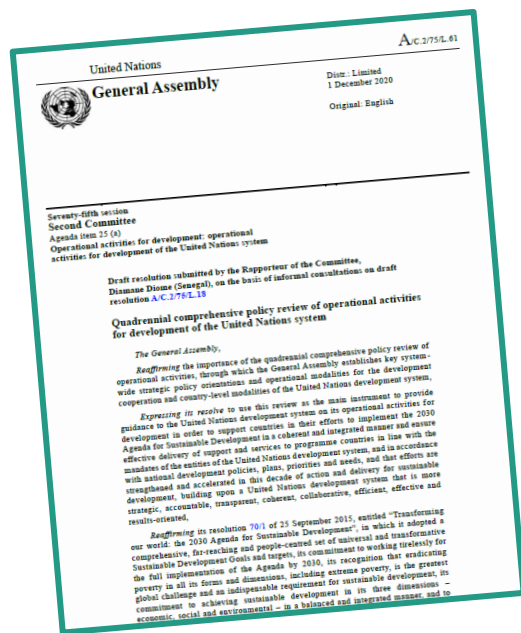 United Nations
A/C.2/75/L.61
General Assembly
Distr.: Limited
1 December 2020
Original: English
Seventy-fifth session
Second Committee
Agenda item 25 (a)
Operational activities for development: operational
activities for development of the United Nations system
Draft resolution submitted by the Rapporteur of the Committee,
Diamane Diome (Senegal), on the basis of informal consultations on draft
resolution A/C.2/75/L.18
Quadrennial comprehensive policy review of operational activities
for development of the United Nations system
The General Assembly,
Reaffirming the importance of the quadrennial comprehensive policy review of
operational activities, through which the General Assembly establishes key system-
wide strategic policy orientations and operational modalities for the development
cooperation and country-level modalities of the United Nations development system,
Expressing its resolve to use this review as the main instrument to provide
guidance to the United Nations development system on its operational activities for
development in order to support countries in their efforts to implement the 2030
Agenda for Sustainable Development in a coherent and integrated manner and ensure
effective delivery of support and services to programme countries in line with the
mandates of the entities of the United Nations development system, and in accordance
with national development policies, plans, priorities and needs, and that efforts are
strengthened and accelerated in this decade of action and delivery for sustainable
development, building upon a United Nations development system that is more
strategic, accountable, transparent, coherent, collaborative, efficient, effective and
results-oriented,
Reaffirming its resolution 70/1 of 25 September 2015, entitled “Transforming
our world: the 2030 Agenda for Sustainable Development”, in which it adopted a
comprehensive, far-reaching and people-centred set of universal and transformative
Sustainable Development Goals and targets, its commitment to working tirelessly for
the full implementation of the Agenda by 2030, its recognition that eradicating
poverty in all its forms and dimensions, including extreme poverty, is the greatest
global challenge and an indispensable requirement for sustainable development, its
commitment to achieving sustainable development in its three dimensions –
economic, social and environmental – in a balanced and integrated manner, and to